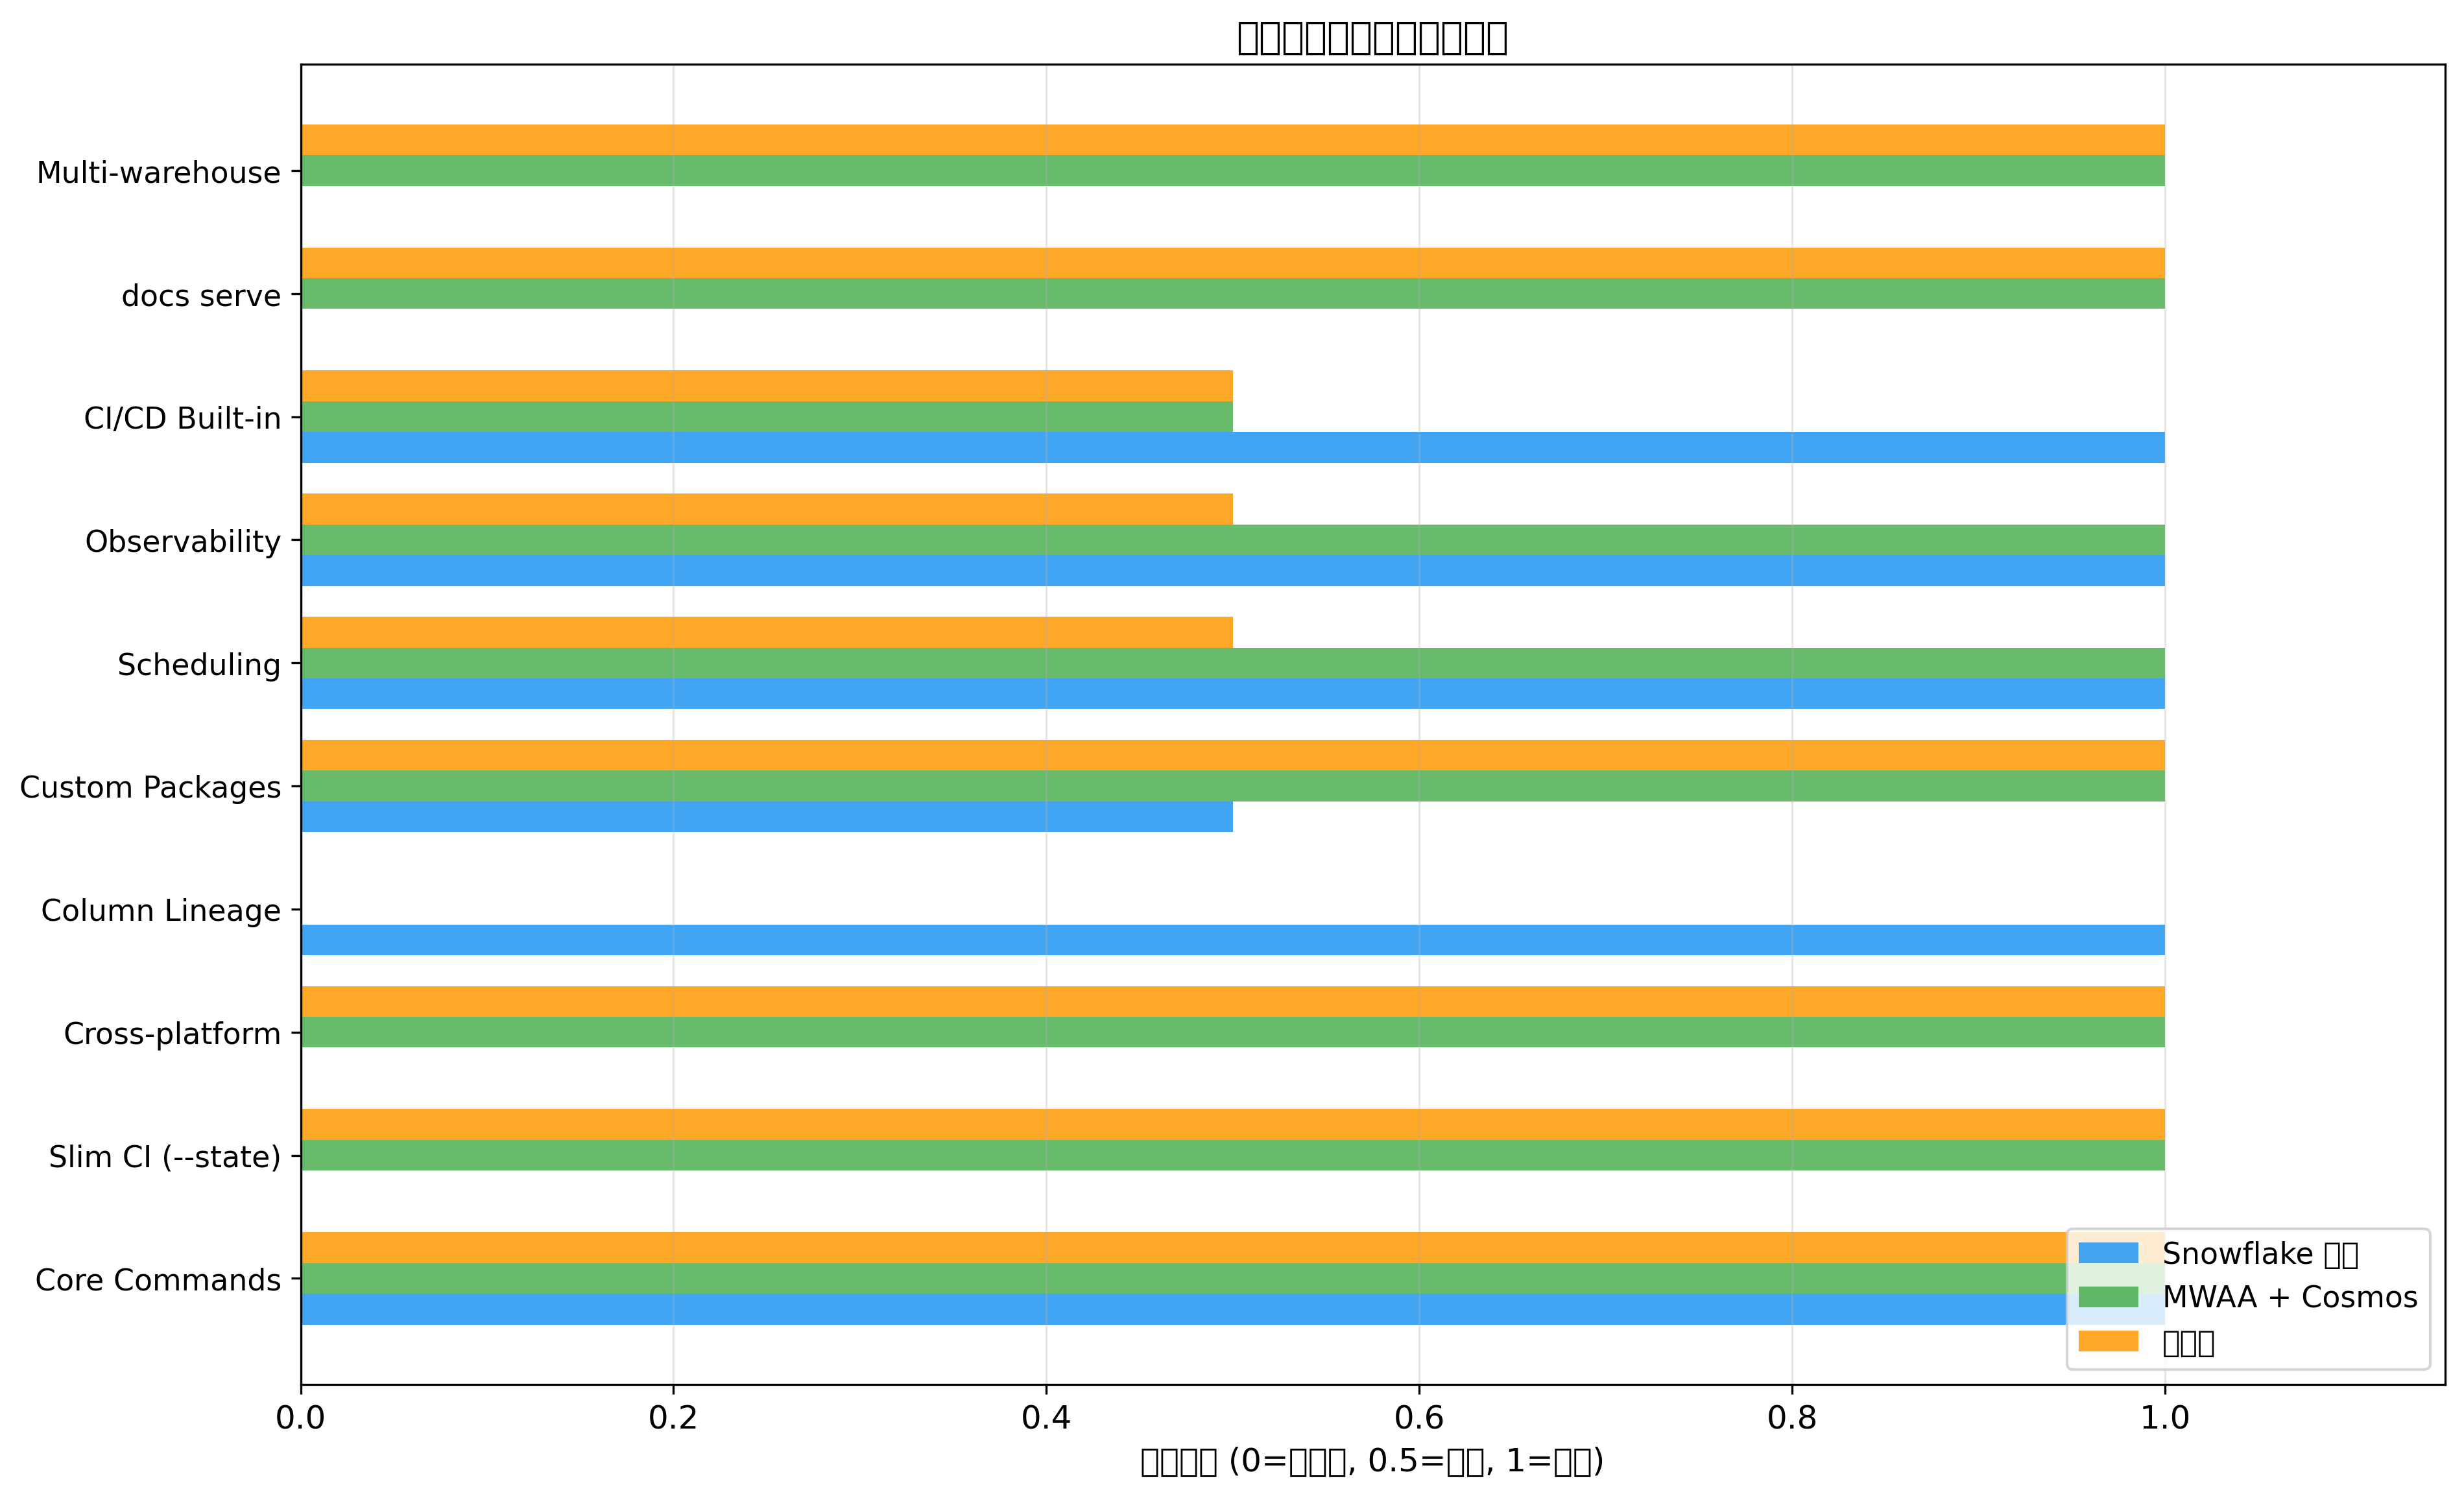 Multi-warehouse
docs serve
CI/CD Built-in
Observability
Scheduling
Custom Packages
Column Lineage
Cross-platform
Slim CI (--state)
Core Commands
Snowflake
MWAA + Cosmos
0.0 0.2 0.4 0.6 0.8 1.0
(0=, 0.5=, 1=)